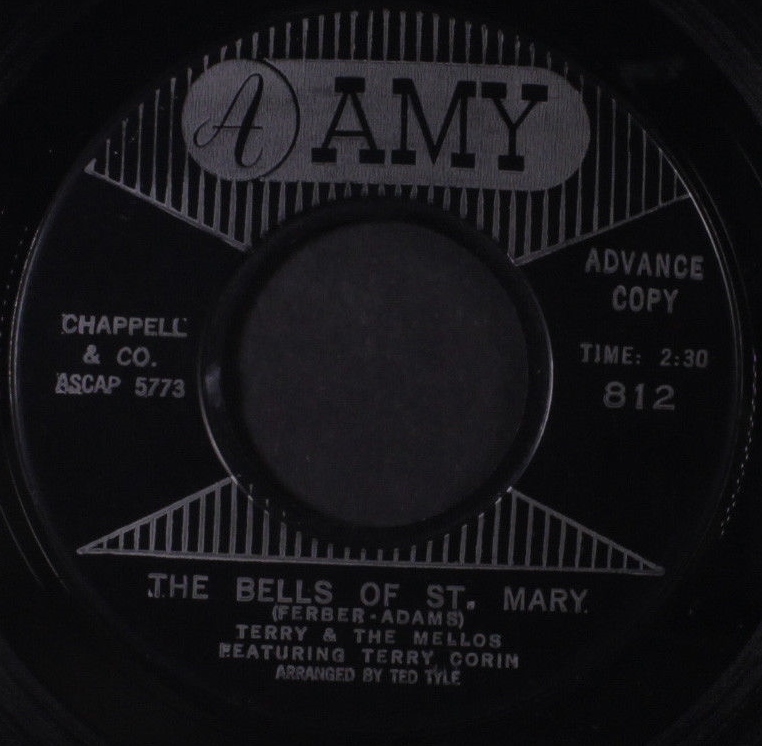 A AMY
ADVANCE
COPY
CHAPPELL
& CO.
ASCAP 5773
TIME: 2:30
812
THE BELLS OF ST. MARY
(FERBER-ADAMS)
TERRY & THE MELLOS
FEATURING TERRY CORIN
ARRANGED BY TED TYLE